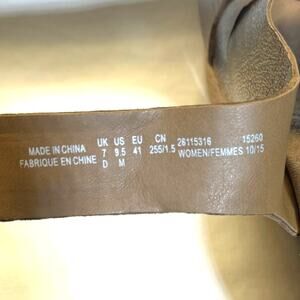 MADE IN CHINA UK US EU CN 26115316 15260
FABRIQUE EN CHINE 7 9.5 41 255/1.5 WOMEN/FEMMES 10/15
D M